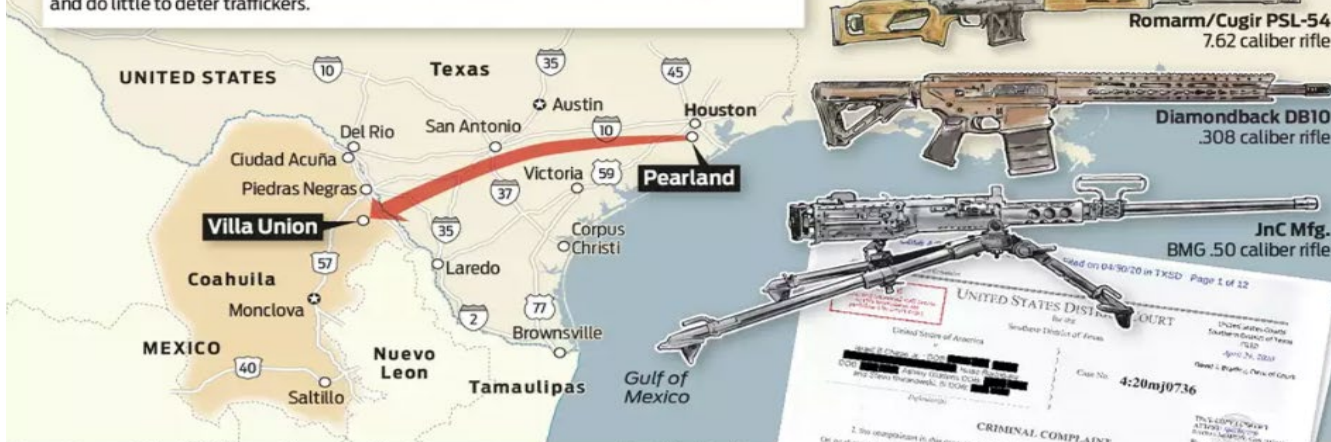 and do little to deter traffickers.
Romarm/Cugir PSL-54
7.62 caliber rifle
Diamondback DB10
.308 caliber rifle
JnC Mfg.
BMG .50 caliber rifle
UNITED STATES
10
Texas
35
45
Austin
Houston
Del Rio
San Antonio
10
Ciudad Acuña
Victoria
59
Pearland
Piedras Negras
37
Villa Union
35
Corpus
Christi
57
Laredo
Coahuila
Monclova
2
77
Brownsville
MEXICO
40
Nuevo
Leon
Tamaulipas
Saltillo
Gulf of
Mexico
on 04/30/20 in TXSD Page 1 of 12
UNITED STATES DISTRICT COURT
for the
Southern District of Texas
United States of America
Case No. 4:20mj0736
CRIMINAL COMPLAINT